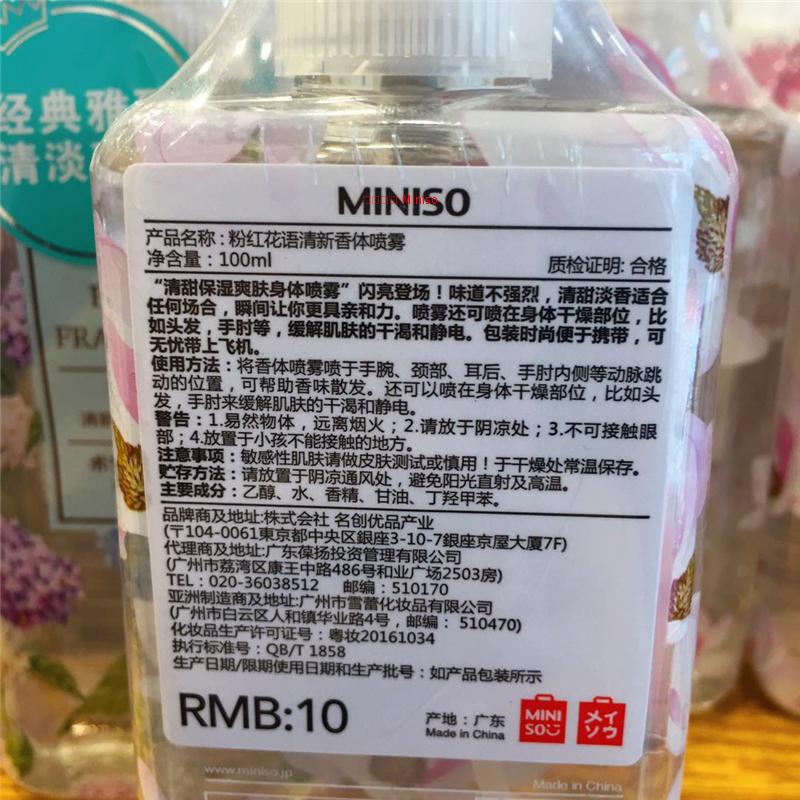 经典雅
清淡
MINISO
产品名称：粉红花语清新香体喷雾
净含量：100ml
质检证明：合格
“清甜保湿爽肤身体喷雾”闪亮登场！味道不强烈，清甜淡香适合
任何场合，瞬间让你更具亲和力。喷雾还可喷在身体干燥部位，比
如头发，手肘等，缓解肌肤的干渴和静电。包装时尚便于携带，可
无忧带上飞机。
使用方法：将香体喷雾喷于手腕、颈部、耳后、手肘内侧等动脉跳
动的位置，可帮助香味散发。还可以喷在身体干燥部位，比如头
发，手肘来缓解肌肤的干渴和静电。
警告：1.易然物体，远离烟火；2.请放于阴凉处；3.不可接触眼
部；4.放置于小孩不能接触的地方。
注意事项：敏感性肌肤请做皮肤测试或慎用！于干燥处常温保存。
贮存方法：请放置于阴凉通风处，避免阳光直射及高温。
主要成分：乙醇、水、香精、甘油、丁羟甲苯。
品牌商及地址:株式会社 名创优品产业
(〒104-0061東京都中央区銀座3-10-7銀座京屋大厦7F)
代理商及地址:广东葆扬投资管理有限公司
(广州市荔湾区康王中路486号和业广场2503房)
TEL：020-36038512 邮编：510170
亚洲制造商及地址:广州市雪蕾化妆品有限公司
(广州市白云区人和镇华业路4号，邮编：510470)
化妆品生产许可证号：粤妆20161034
执行标准号：QB/T 1858
生产日期/限期使用日期和生产批号：如产品包装所示
RMB:10
产地：广东
Made in China
MINI
SO
メイ
ソウ
www.miniso.jp
Made in China